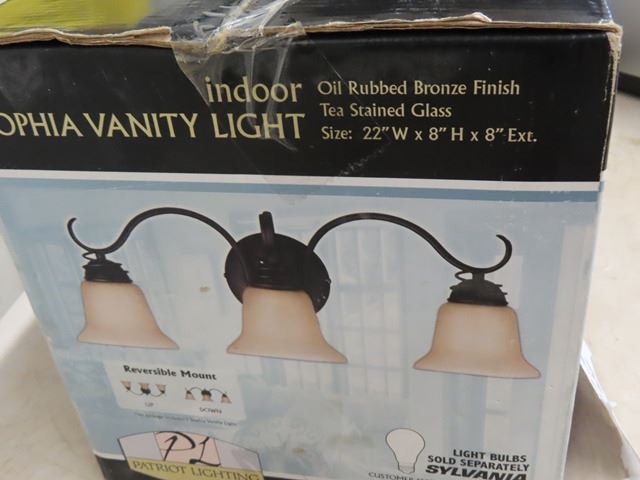 indoor
OPHIA VANITY LIGHT
Oil Rubbed Bronze Finish
Tea Stained Glass
Size: 22" W x 8" H x 8" Ext.
Reversible Mount
UP
DOWN
PL
PATRIOT LIGHTING
LIGHT BULBS
SOLD SEPARATELY
SYLVANIA
CUSTOMER